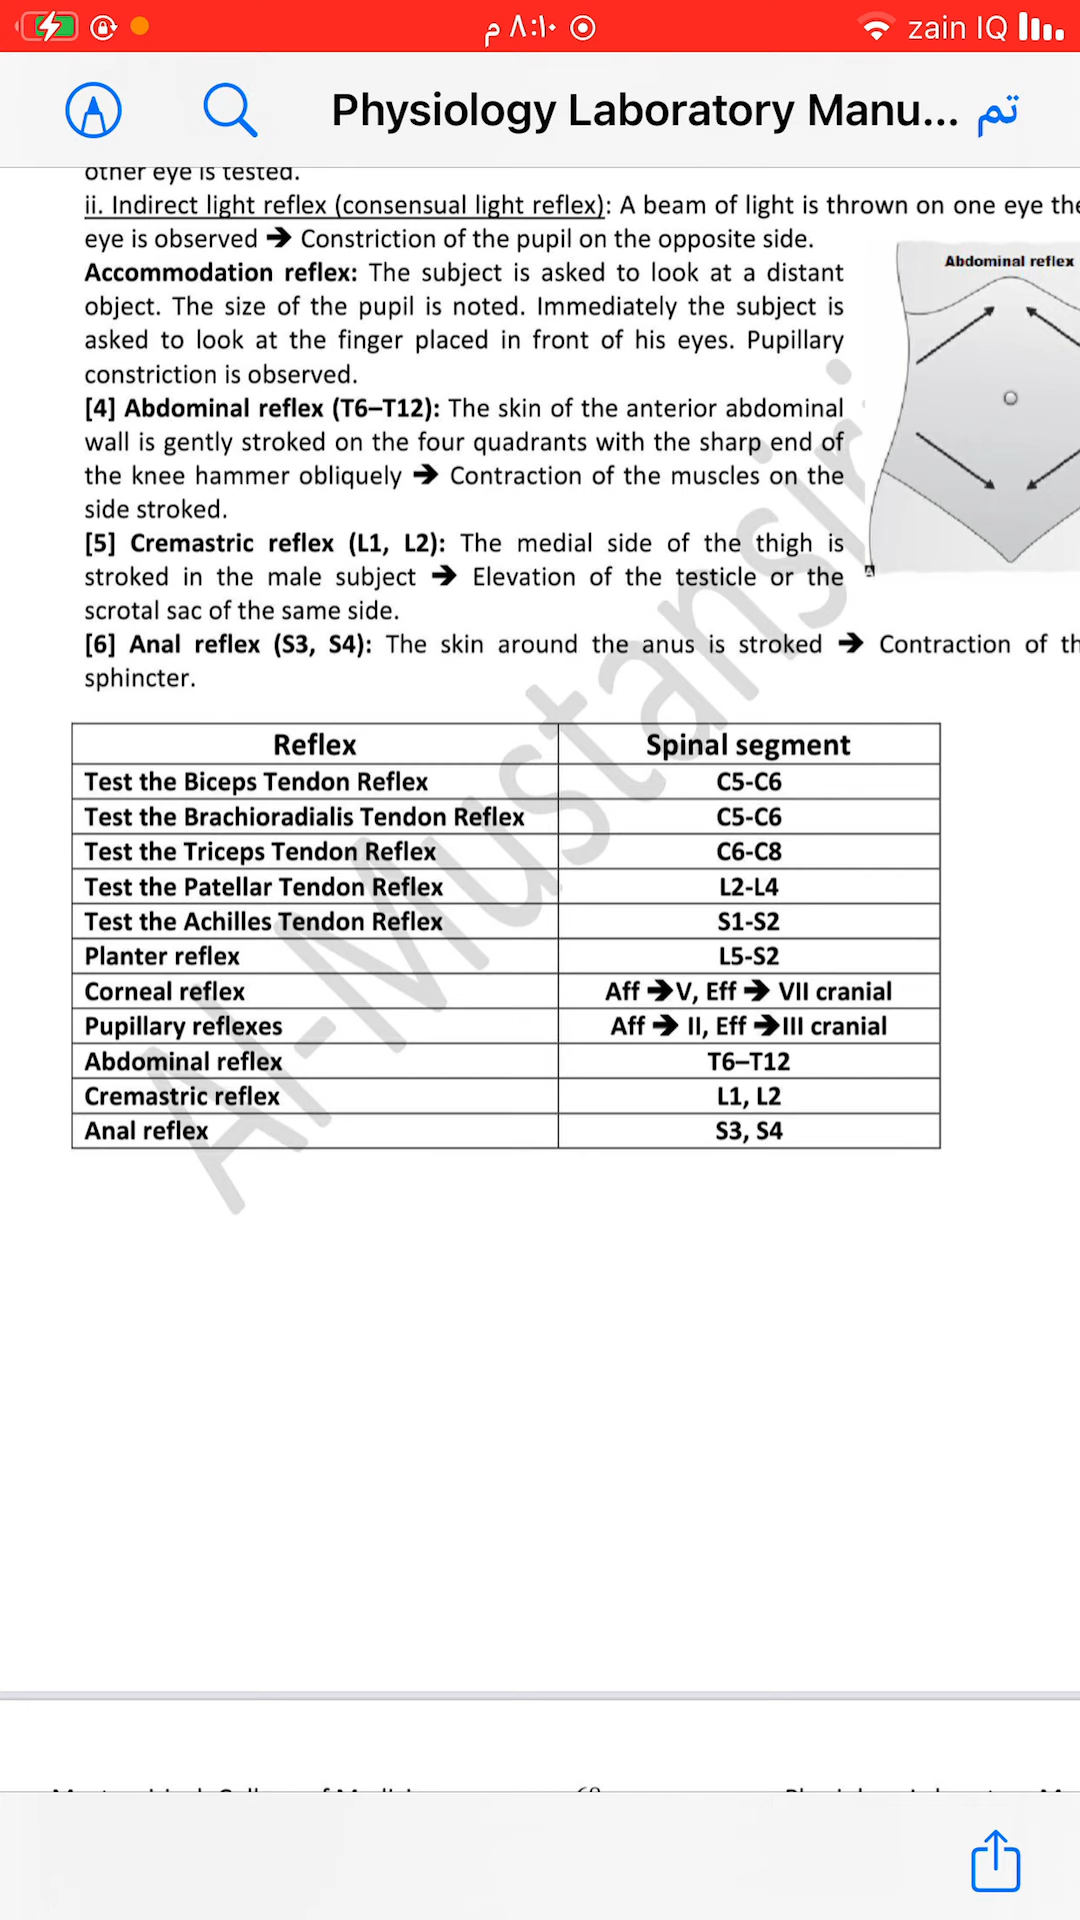 ٨:١٠ م
zain IQ
Physiology Laboratory Manu...
تم
other eye is tested.
ii. Indirect light reflex (consensual light reflex): A beam of light is thrown on one eye the
eye is observed ➔ Constriction of the pupil on the opposite side.
Accommodation reflex: The subject is asked to look at a distant
object. The size of the pupil is noted. Immediately the subject is
asked to look at the finger placed in front of his eyes. Pupillary
constriction is observed.
Abdominal reflex
[4] Abdominal reflex (T6–T12): The skin of the anterior abdominal
wall is gently stroked on the four quadrants with the sharp end of
the knee hammer obliquely ➔ Contraction of the muscles on the
side stroked.
[5] Cremastric reflex (L1, L2): The medial side of the thigh is
stroked in the male subject ➔ Elevation of the testicle or the
scrotal sac of the same side.
[6] Anal reflex (S3, S4): The skin around the anus is stroked ➔ Contraction of th
sphincter.
Reflex Spinal segment
Test the Biceps Tendon Reflex C5-C6
Test the Brachioradialis Tendon Reflex C5-C6
Test the Triceps Tendon Reflex C6-C8
Test the Patellar Tendon Reflex L2-L4
Test the Achilles Tendon Reflex S1-S2
Planter reflex L5-S2
Corneal reflex Aff ➔V, Eff ➔ VII cranial
Pupillary reflexes Aff ➔ II, Eff ➔III cranial
Abdominal reflex T6–T12
Cremastric reflex L1, L2
Anal reflex S3, S4
Al-Mustansir